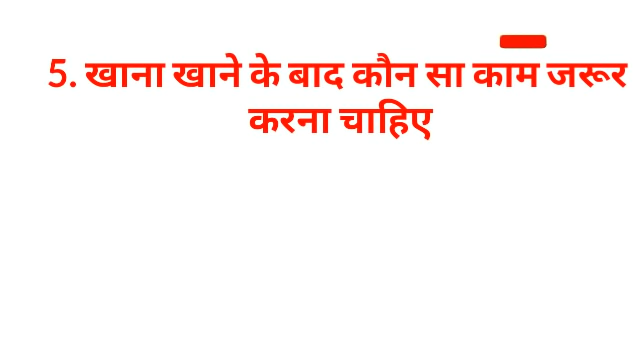 5. खाना खाने के बाद कौन सा काम जरूर
करना चाहिए